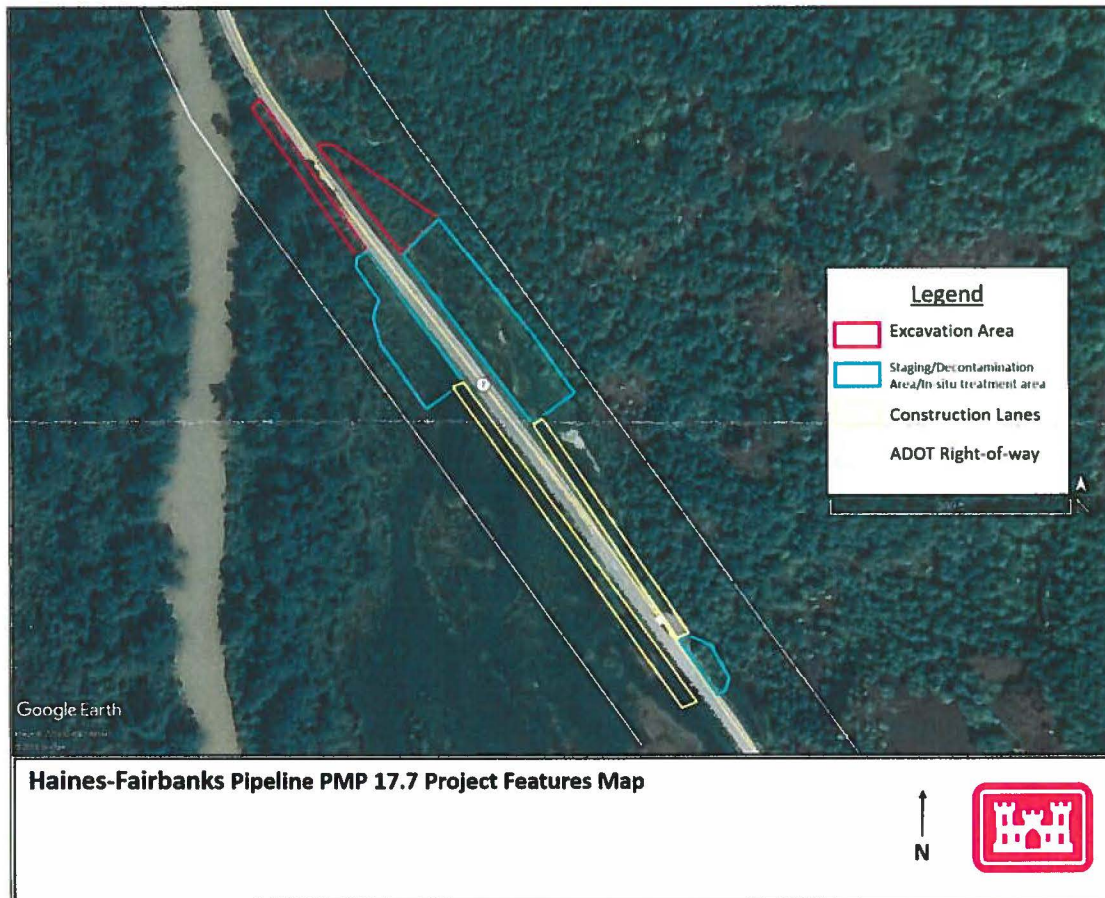 Legend
Excavation Area
Staging/Decontamination
Area/In-situ treatment area
Construction Lanes
ADOT Right-of-way
Google Earth
Haines-Fairbanks Pipeline PMP 17.7 Project Features Map
N